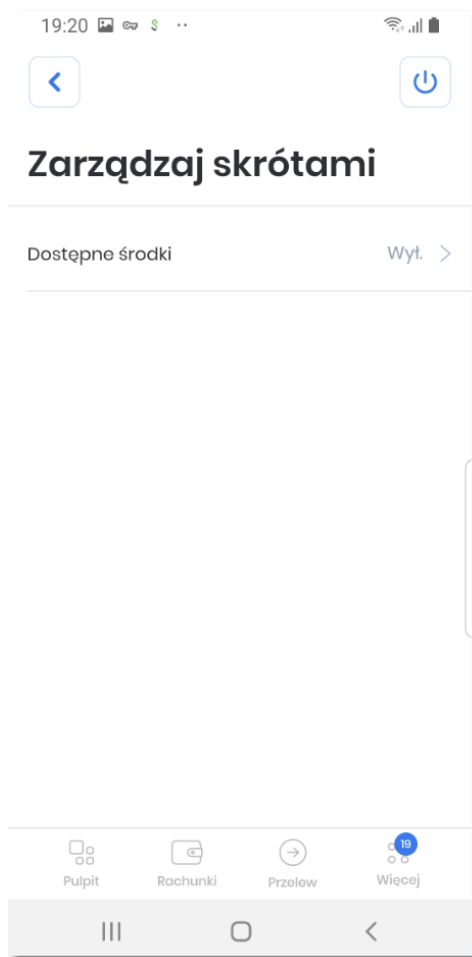 19:20
Zarządzaj skrótami
Dostępne środki Wył.
19
Pulpit Rachunki Przelew Więcej